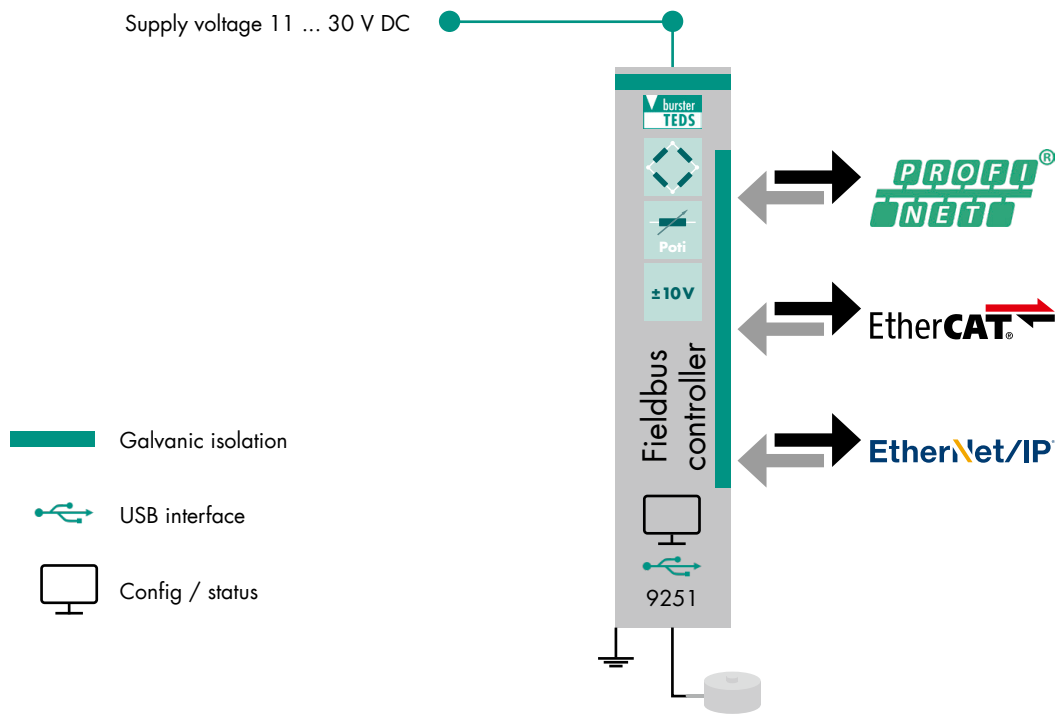 Supply voltage 11 ... 30 V DC
burster
TEDS
Poti
±10V
Fieldbus
controller
9251
PROFI®
NET
EtherCAT®
EtherNet/IP
Galvanic isolation
USB interface
Config / status